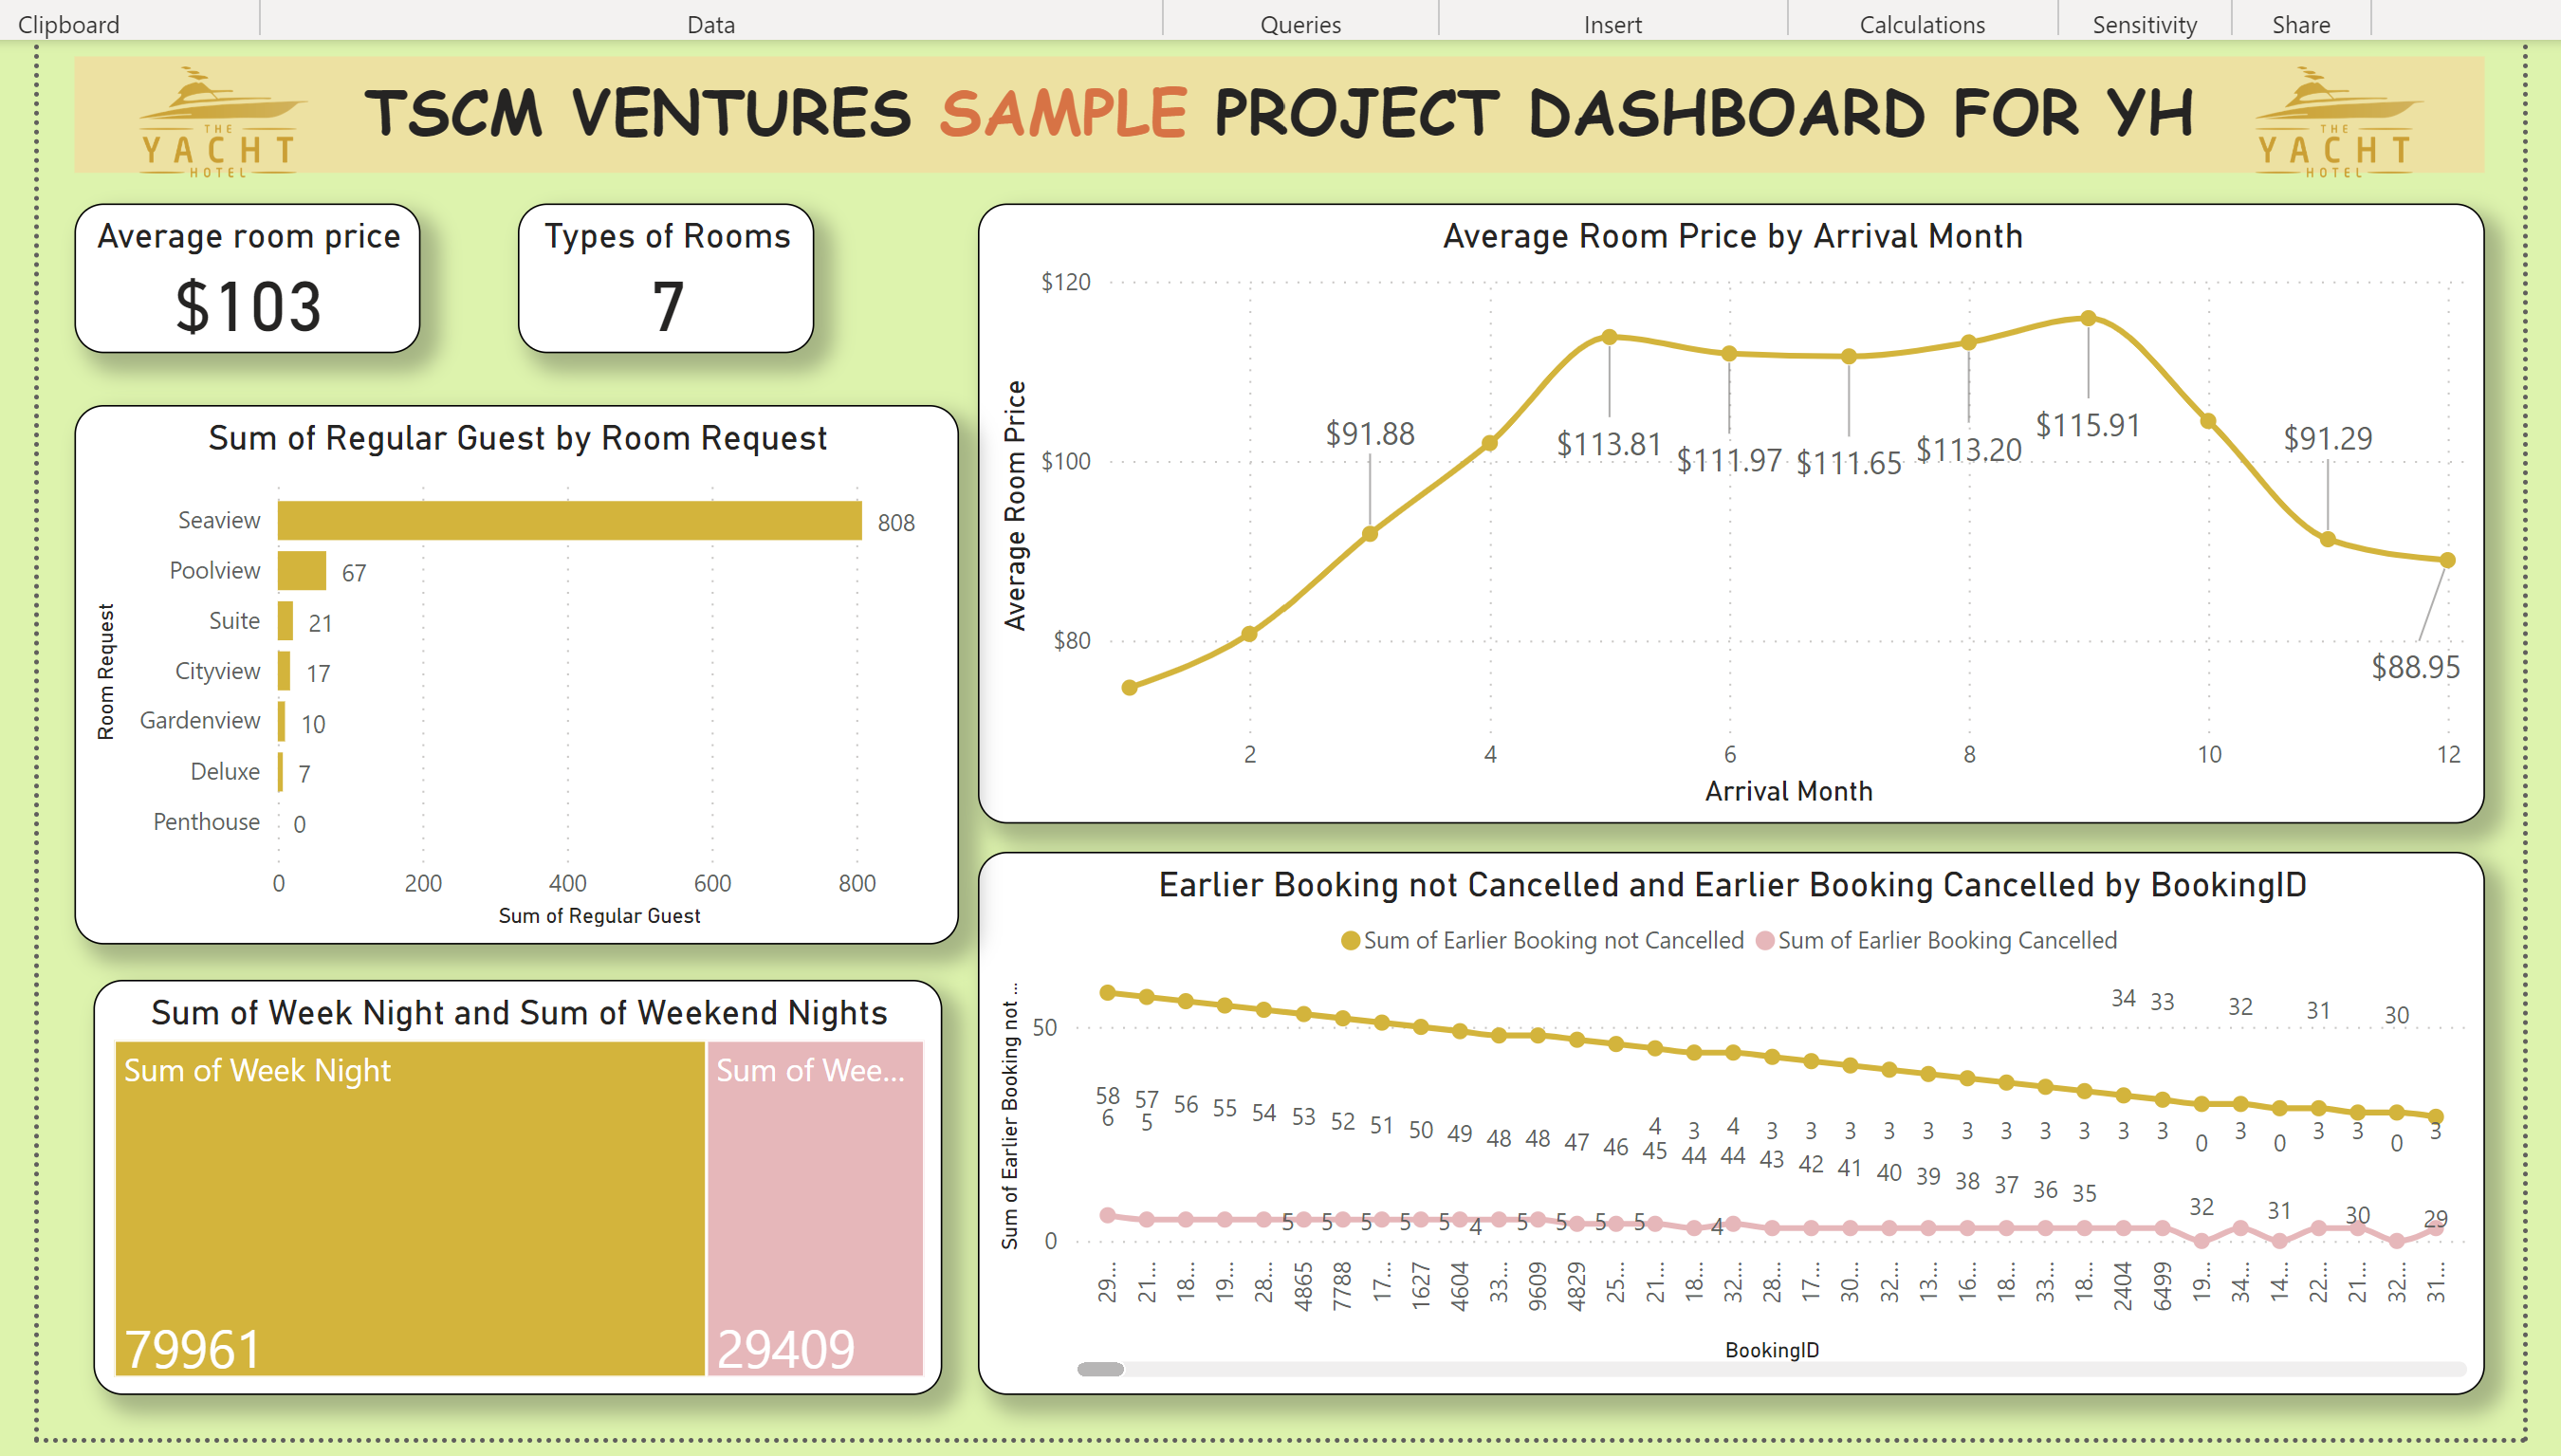 Clipboard Data Queries Insert Calculations Sensitivity Share
TSCM VENTURES SAMPLE PROJECT DASHBOARD FOR YH
THE
YACHT
HOTEL
THE
YACHT
HOTEL
Average room price
$103
Types of Rooms
7
Sum of Regular Guest by Room Request
Room Request
Seaview 808
Poolview 67
Suite 21
Cityview 17
Gardenview 10
Deluxe 7
Penthouse 0
0 200 400 600 800
Sum of Regular Guest
Sum of Week Night and Sum of Weekend Nights
Sum of Week Night
79961
Sum of Wee...
29409
Average Room Price by Arrival Month
Average Room Price
$120
$100
$80
$91.88 $113.81 $111.97 $111.65 $113.20 $115.91 $91.29
$88.95
2 4 6 8 10 12
Arrival Month
Earlier Booking not Cancelled and Earlier Booking Cancelled by BookingID
Sum of Earlier Booking not Cancelled Sum of Earlier Booking Cancelled
Sum of Earlier Booking not ...
50
0
34 33 32 31 30
58 57 56 55 54 53 52 51 50 49 48 48 47 46 45 44 44 43 42 41 40 39 38 37 36 35
6 5
4 3 4 3 3 3 3 3 3 3 3 3 3 3 0 3 0 3 3 0 3
32 31 30 29
5 5 5 5 5 4 5 5 5 5 4
29... 21... 18... 19... 28... 4865 7788 17... 1627 4604 33... 9609 4829 25... 21... 18... 32... 28... 17... 30... 32... 13... 16... 18... 33... 18... 2404 6499 19... 34... 14... 22... 21... 32... 31...
BookingID